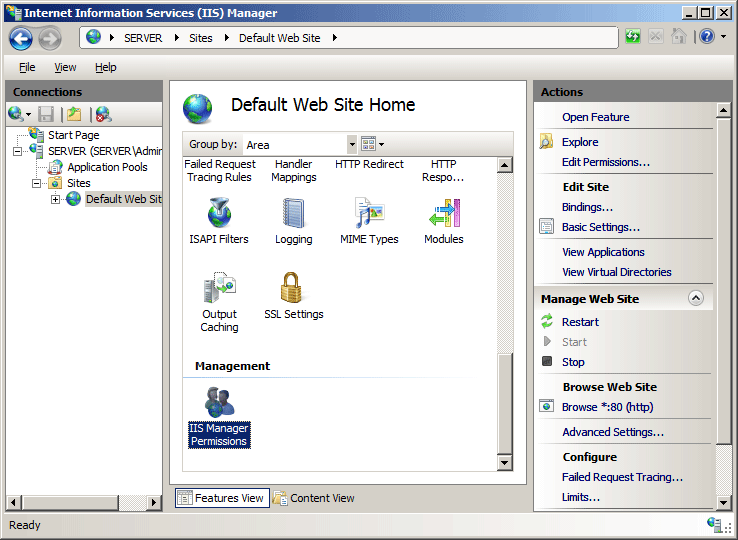 Internet Information Services (IIS) Manager
SERVER
Sites
Default Web Site
File
View
Help
Connections
Start Page
SERVER (SERVER\Admir
Application Pools
Sites
Default Web Sit
Default Web Site Home
Group by:
Area
Failed Request
Tracing Rules
Handler
Mappings
HTTP Redirect
HTTP
Respo...
ISAPI Filters
Logging
MIME Types
Modules
Output
Caching
SSL Settings
Management
IIS Manager
Permissions
Features View
Content View
Actions
Open Feature
Explore
Edit Permissions...
Edit Site
Bindings...
Basic Settings...
View Applications
View Virtual Directories
Manage Web Site
Restart
Start
Stop
Browse Web Site
Browse *:80 (http)
Advanced Settings...
Configure
Failed Request Tracing...
Limits...
Ready